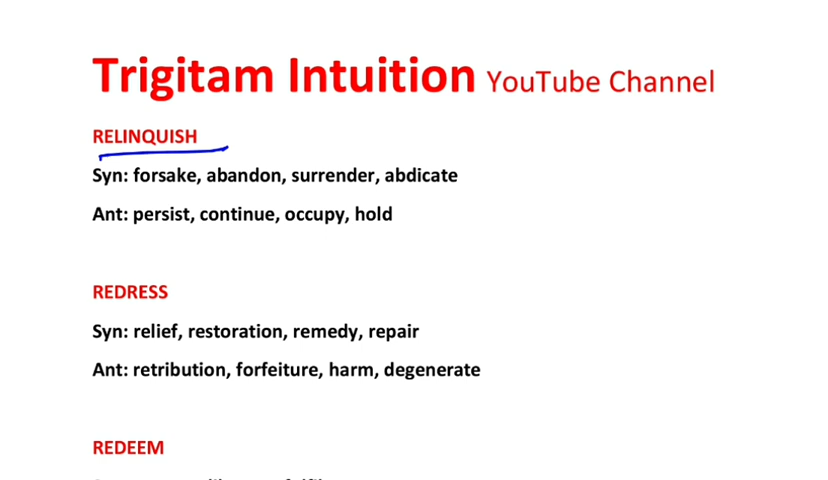 Trigitam Intuition YouTube Channel
RELINQUISH
Syn: forsake, abandon, surrender, abdicate
Ant: persist, continue, occupy, hold
REDRESS
Syn: relief, restoration, remedy, repair
Ant: retribution, forfeiture, harm, degenerate
REDEEM